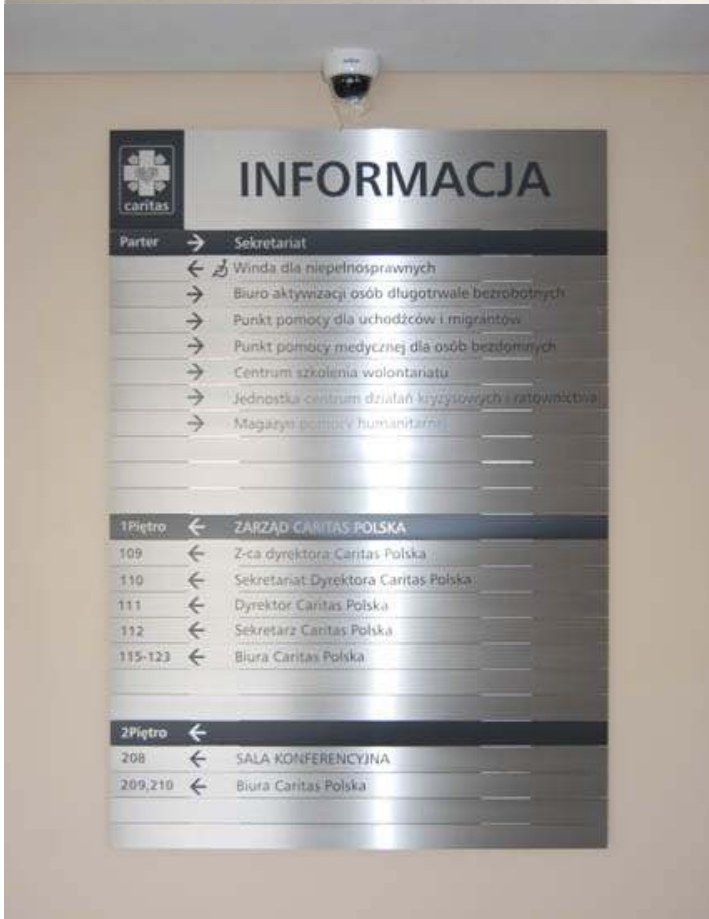 caritas
INFORMACJA
Parter → Sekretariat
← Winda dla niepełnosprawnych
→ Biuro aktywizacji osób długotrwale bezrobotnych
→ Punkt pomocy dla uchodźców i migrantów
→ Punkt pomocy medycznej dla osób bezdomnych
→ Centrum szkolenia wolontariatu
→ Jednostka centrum działań kryzysowych i ratownictwa
→ Magazyn pomocy humanitarnej
1Piętro ← ZARZĄD CARITAS POLSKA
109 ← Z-ca dyrektora Caritas Polska
110 ← Sekretariat Dyrektora Caritas Polska
111 ← Dyrektor Caritas Polska
112 ← Sekretarz Caritas Polska
115-123 ← Biura Caritas Polska
2Piętro ←
208 ← SALA KONFERENCYJNA
209,210 ← Biura Caritas Polska